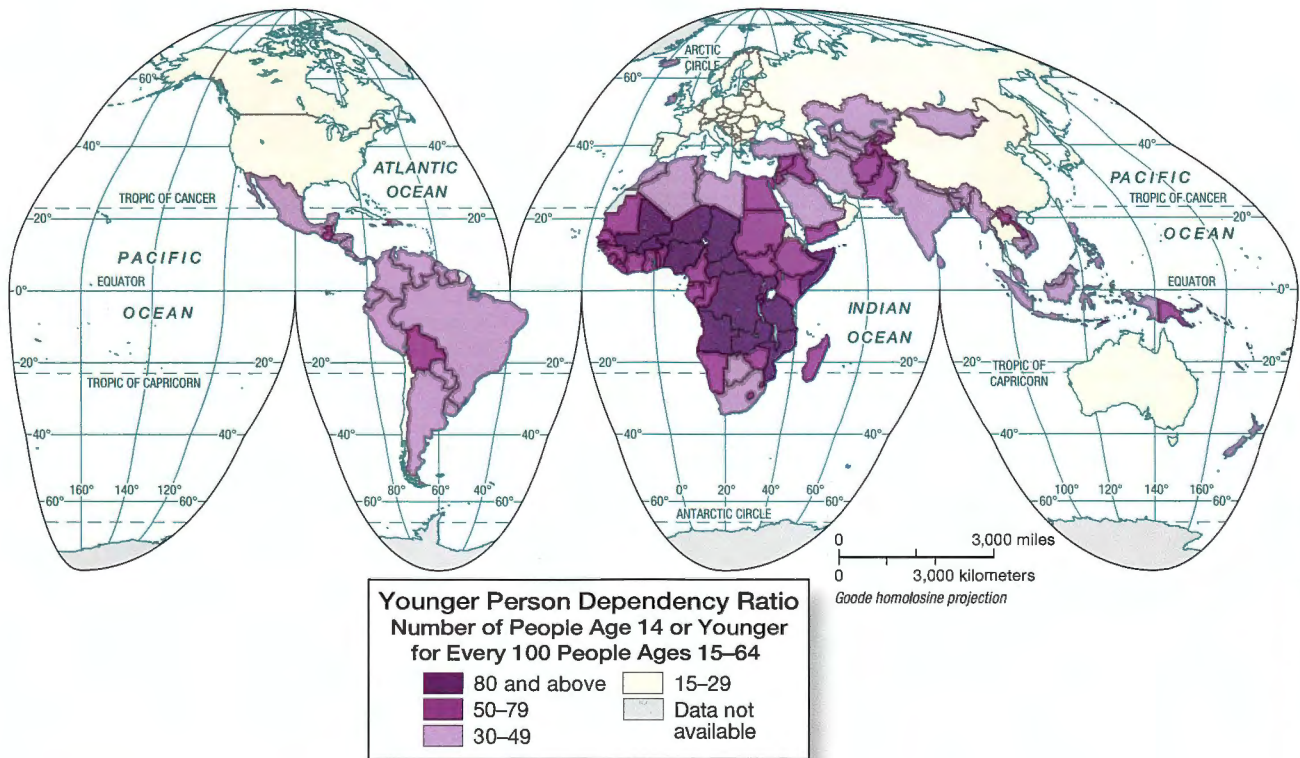 ARCTIC
CIRCLE
60°
60°
60°
40°
ATLANTIC
OCEAN
40°
40°
PACIFIC
40°
TROPIC OF CANCER
TROPIC OF CANCER
20°
20°
20°
20°
OCEAN
PACIFIC
EQUATOR
EQUATOR
0°
0°
0°
0°
OCEAN
INDIAN
OCEAN
20°
20°
20°
20°
TROPIC OF
CAPRICORN
TROPIC OF CAPRICORN
40°
40°
40°
40°
40°
160°
140°
120°
80°
60°
40°
0°
20°
40°
100°
120°
140°
160°
60°
60°
60°
60°
60°
60°
ANTARCTIC CIRCLE
0
3,000 miles
0
3,000 kilometers
Goode homolosine projection
Younger Person Dependency Ratio
Number of People Age 14 or Younger
for Every 100 People Ages 15–64
80 and above
15–29
50–79
Data not
available
30–49